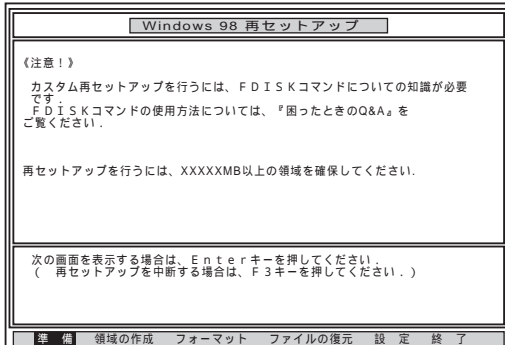 Windows 98 再セットアップ
《注意！》
カスタム再セットアップを行うには、ＦＤＩＳＫコマンドについての知識が必要
です．
ＦＤＩＳＫコマンドの使用方法については、『困ったときのQ&A』を
ご覧ください．
再セットアップを行うには、XXXXXMB以上の領域を確保してください.
次の画面を表示する場合は、Ｅｎｔｅｒキーを押してください．
（　再セットアップを中断する場合は、Ｆ３キーを押してください．）
準　備　領域の作成　フォーマット　ファイルの復元　設　定　終　了